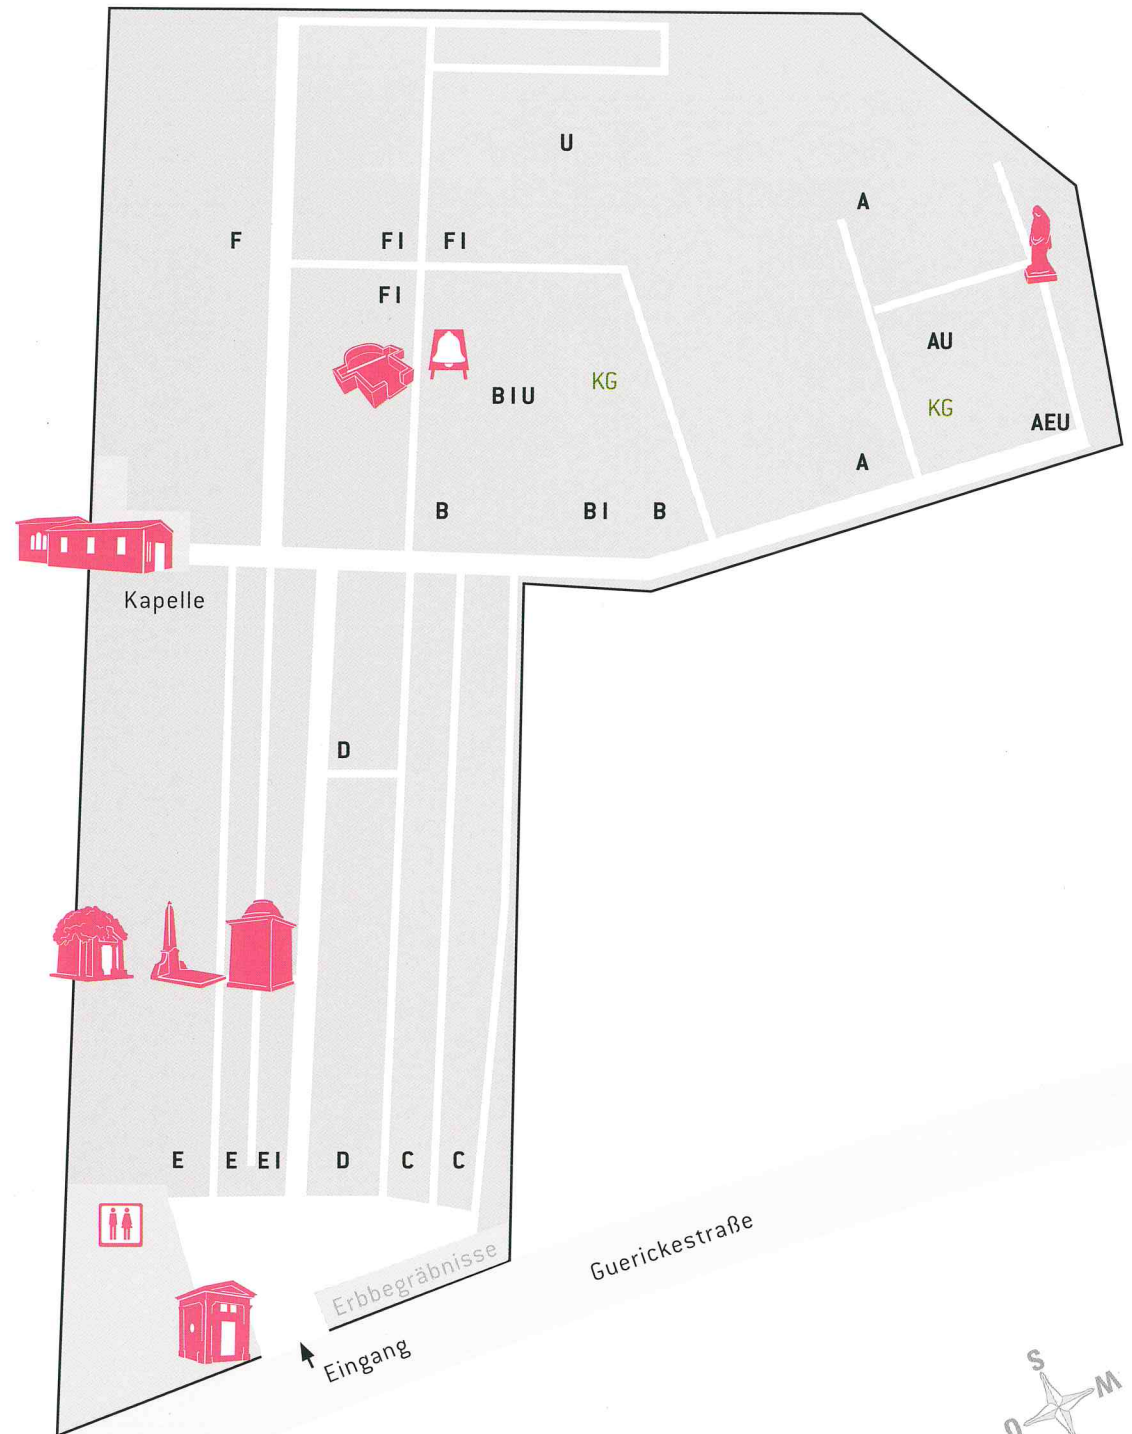 U
A
F
FI
FI
FI
AU
BIU
KG
KG
AEU
A
B
BI
B
Kapelle
D
E
E
EI
D
C
C
Guerickestraße
Erbbegräbnisse
Eingang
S
W
O